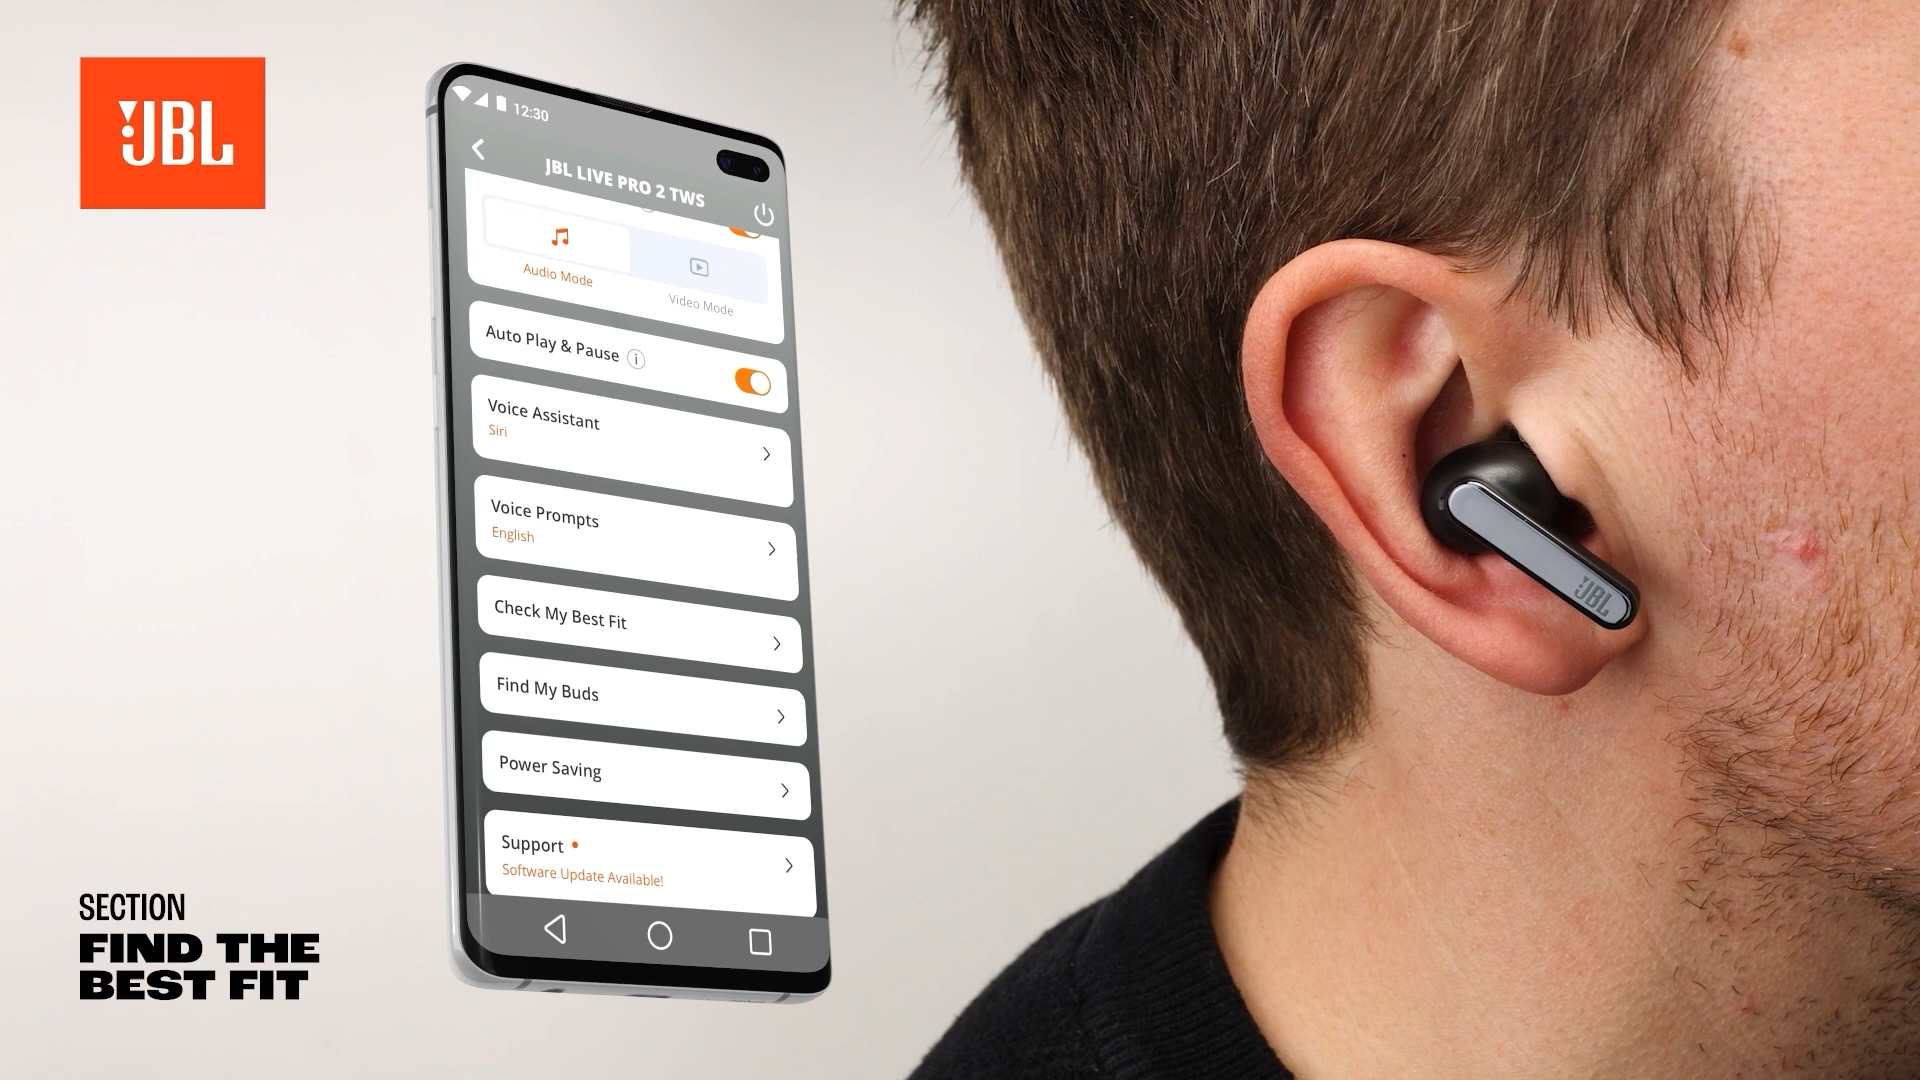 JBL
12:30
JBL LIVE PRO 2 TWS
Audio Mode
Video Mode
Auto Play & Pause
Voice Assistant
Siri
Voice Prompts
English
Check My Best Fit
Find My Buds
Power Saving
Support
Software Update Available!
JBL
SECTION
FIND THE
BEST FIT